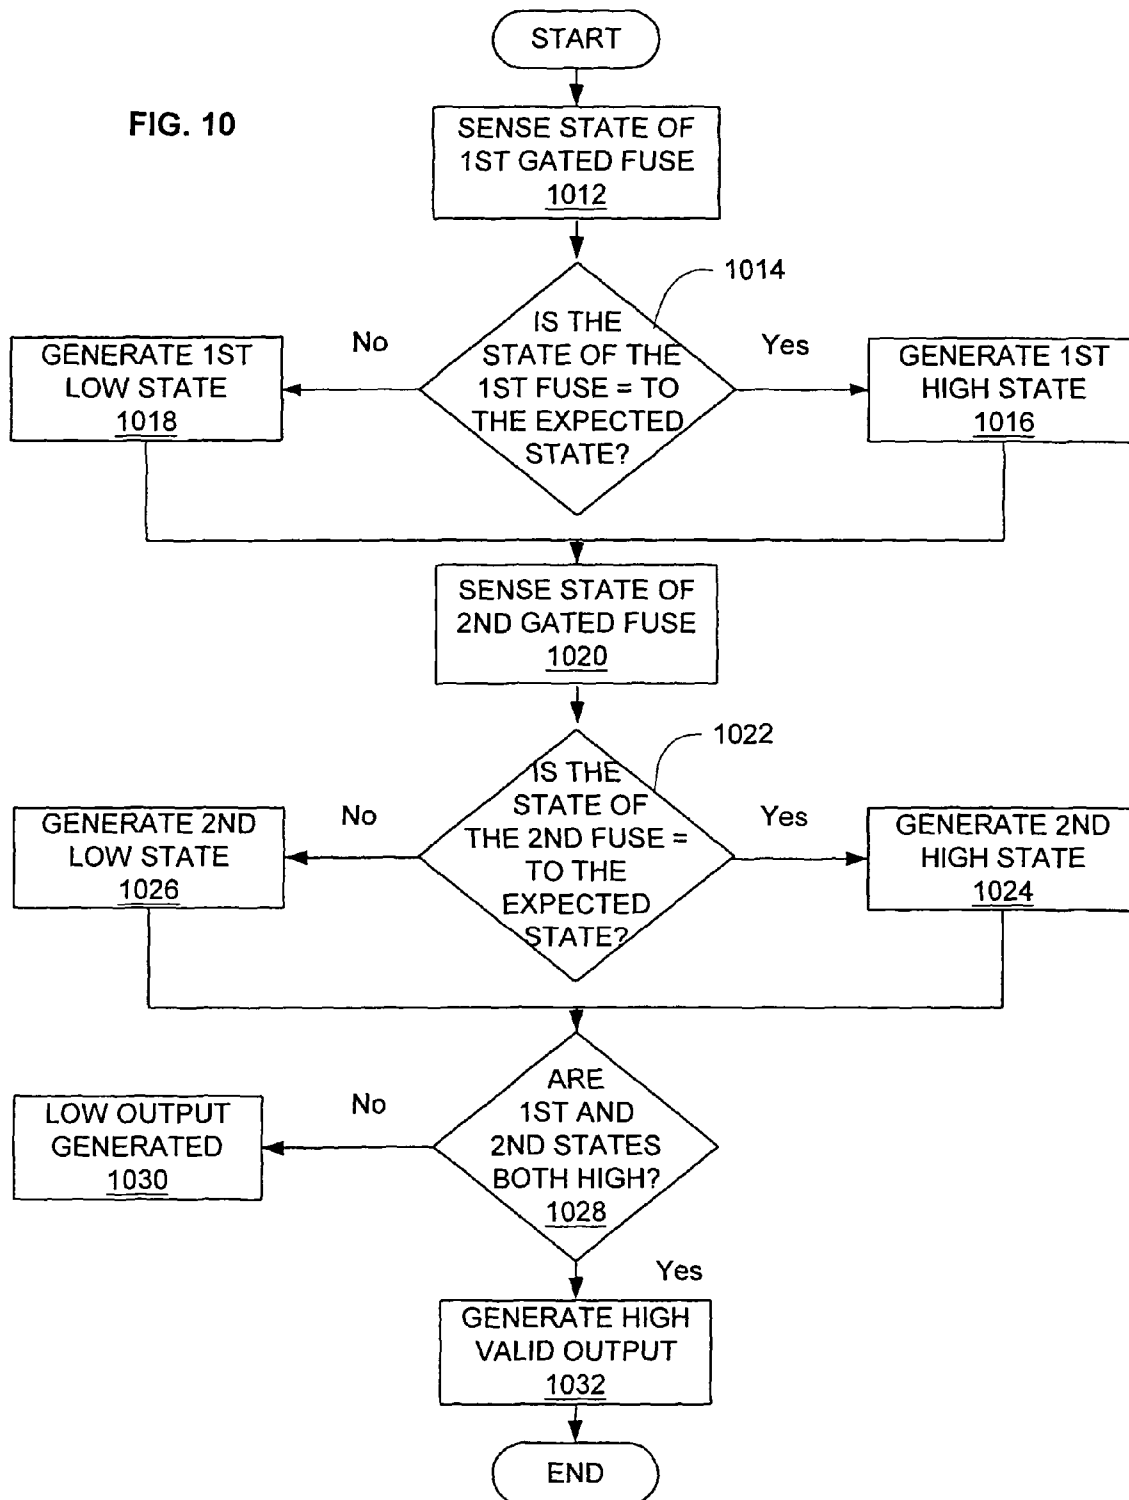 START
FIG. 10
SENSE STATE OF
1ST GATED FUSE
1012
1014
IS THE
STATE OF THE
1ST FUSE = TO
THE EXPECTED
STATE?
No
Yes
GENERATE 1ST
LOW STATE
1018
GENERATE 1ST
HIGH STATE
1016
SENSE STATE OF
2ND GATED FUSE
1020
1022
IS THE
STATE OF
THE 2ND FUSE =
TO THE
EXPECTED
STATE?
No
Yes
GENERATE 2ND
LOW STATE
1026
GENERATE 2ND
HIGH STATE
1024
ARE
1ST AND
2ND STATES
BOTH HIGH?
1028
No
LOW OUTPUT
GENERATED
1030
Yes
GENERATE HIGH
VALID OUTPUT
1032
END